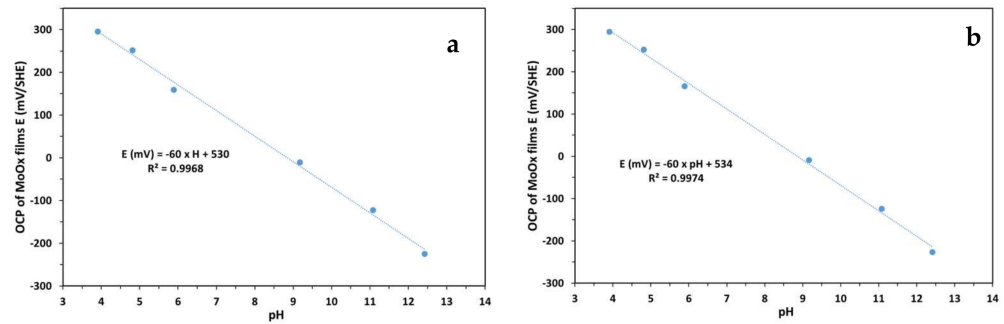 a
OCP of MoOx films E (mV/SHE)
300
200
100
0
-100
-200
-300
E (mV) = -60 x H + 530
R² = 0.9968
3 4 5 6 7 8 9 10 11 12 13 14
pH
b
OCP of MoOx films E (mV/SHE)
300
200
100
0
-100
-200
-300
E (mV) = -60 x pH + 534
R² = 0.9974
3 4 5 6 7 8 9 10 11 12 13 14
pH